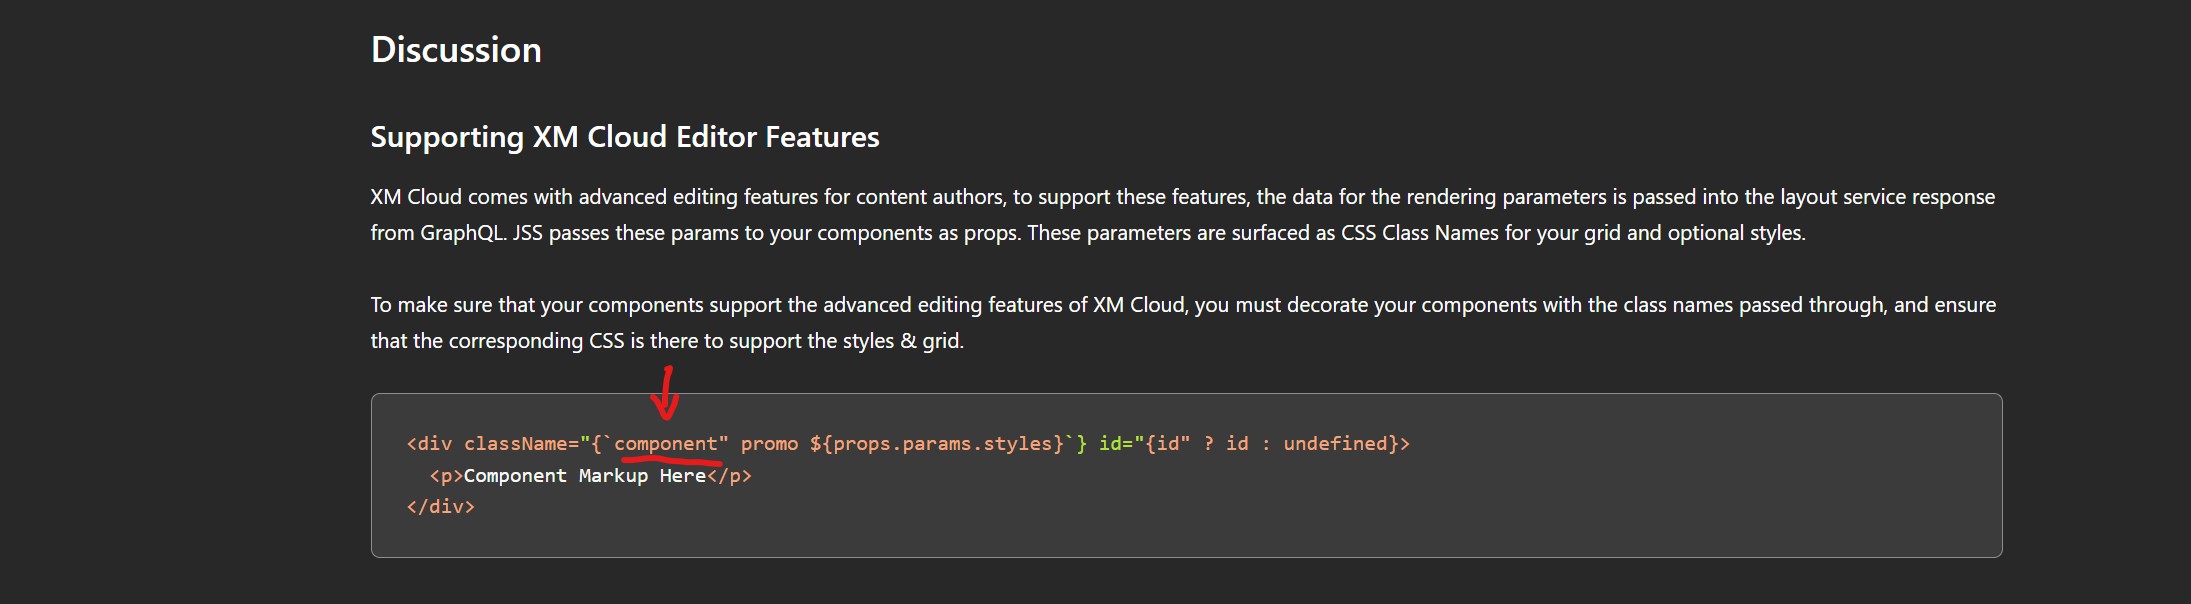 Discussion
Supporting XM Cloud Editor Features
XM Cloud comes with advanced editing features for content authors, to support these features, the data for the rendering parameters is passed into the layout service response
from GraphQL. JSS passes these params to your components as props. These parameters are surfaced as CSS Class Names for your grid and optional styles.
To make sure that your components support the advanced editing features of XM Cloud, you must decorate your components with the class names passed through, and ensure
that the corresponding CSS is there to support the styles & grid.
<div className="{`component" promo ${props.params.styles}`} id="{id" ? id : undefined}>
  <p>Component Markup Here</p>
</div>